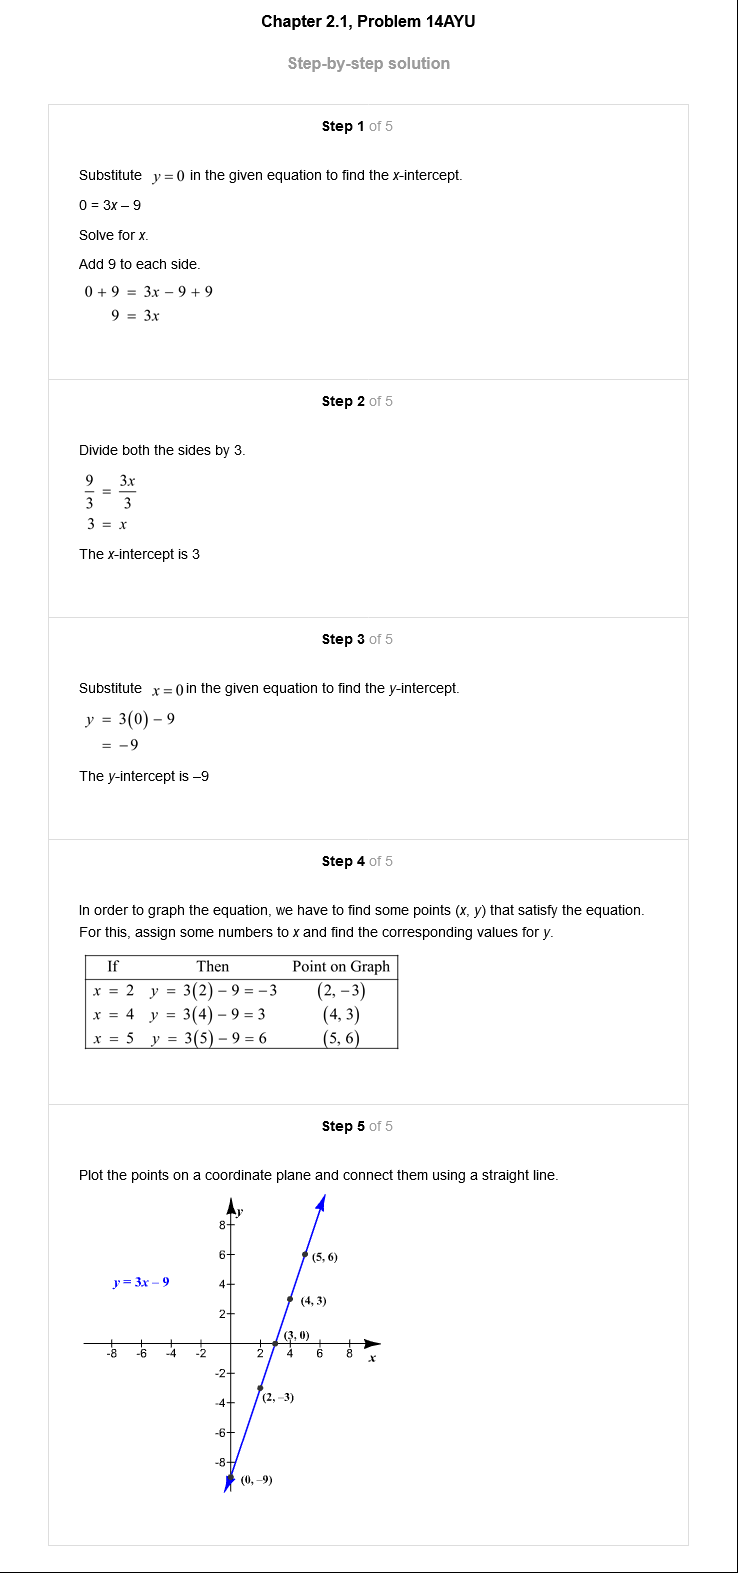 Chapter 2.1, Problem 14AYU
Step-by-step solution
Step 1 of 5
Substitute y = 0 in the given equation to find the x-intercept.
0 = 3x – 9
Solve for x.
Add 9 to each side.
0 + 9 = 3x − 9 + 9
9 = 3x
Step 2 of 5
Divide both the sides by 3.
9/3 = 3x/3
3 = x
The x-intercept is 3
Step 3 of 5
Substitute x = 0 in the given equation to find the y-intercept.
y = 3(0) − 9
= −9
The y-intercept is –9
Step 4 of 5
In order to graph the equation, we have to find some points (x, y) that satisfy the equation.
For this, assign some numbers to x and find the corresponding values for y.
If Then Point on Graph
x = 2 y = 3(2) − 9 = −3 (2, −3)
x = 4 y = 3(4) − 9 = 3 (4, 3)
x = 5 y = 3(5) − 9 = 6 (5, 6)
Step 5 of 5
Plot the points on a coordinate plane and connect them using a straight line.
y
8
6
(5, 6)
y = 3x – 9
4
(4, 3)
2
(3, 0)
-8 -6 -4 -2 2 4 6 8 x
-2
(2, –3)
-4
-6
-8
(0, –9)